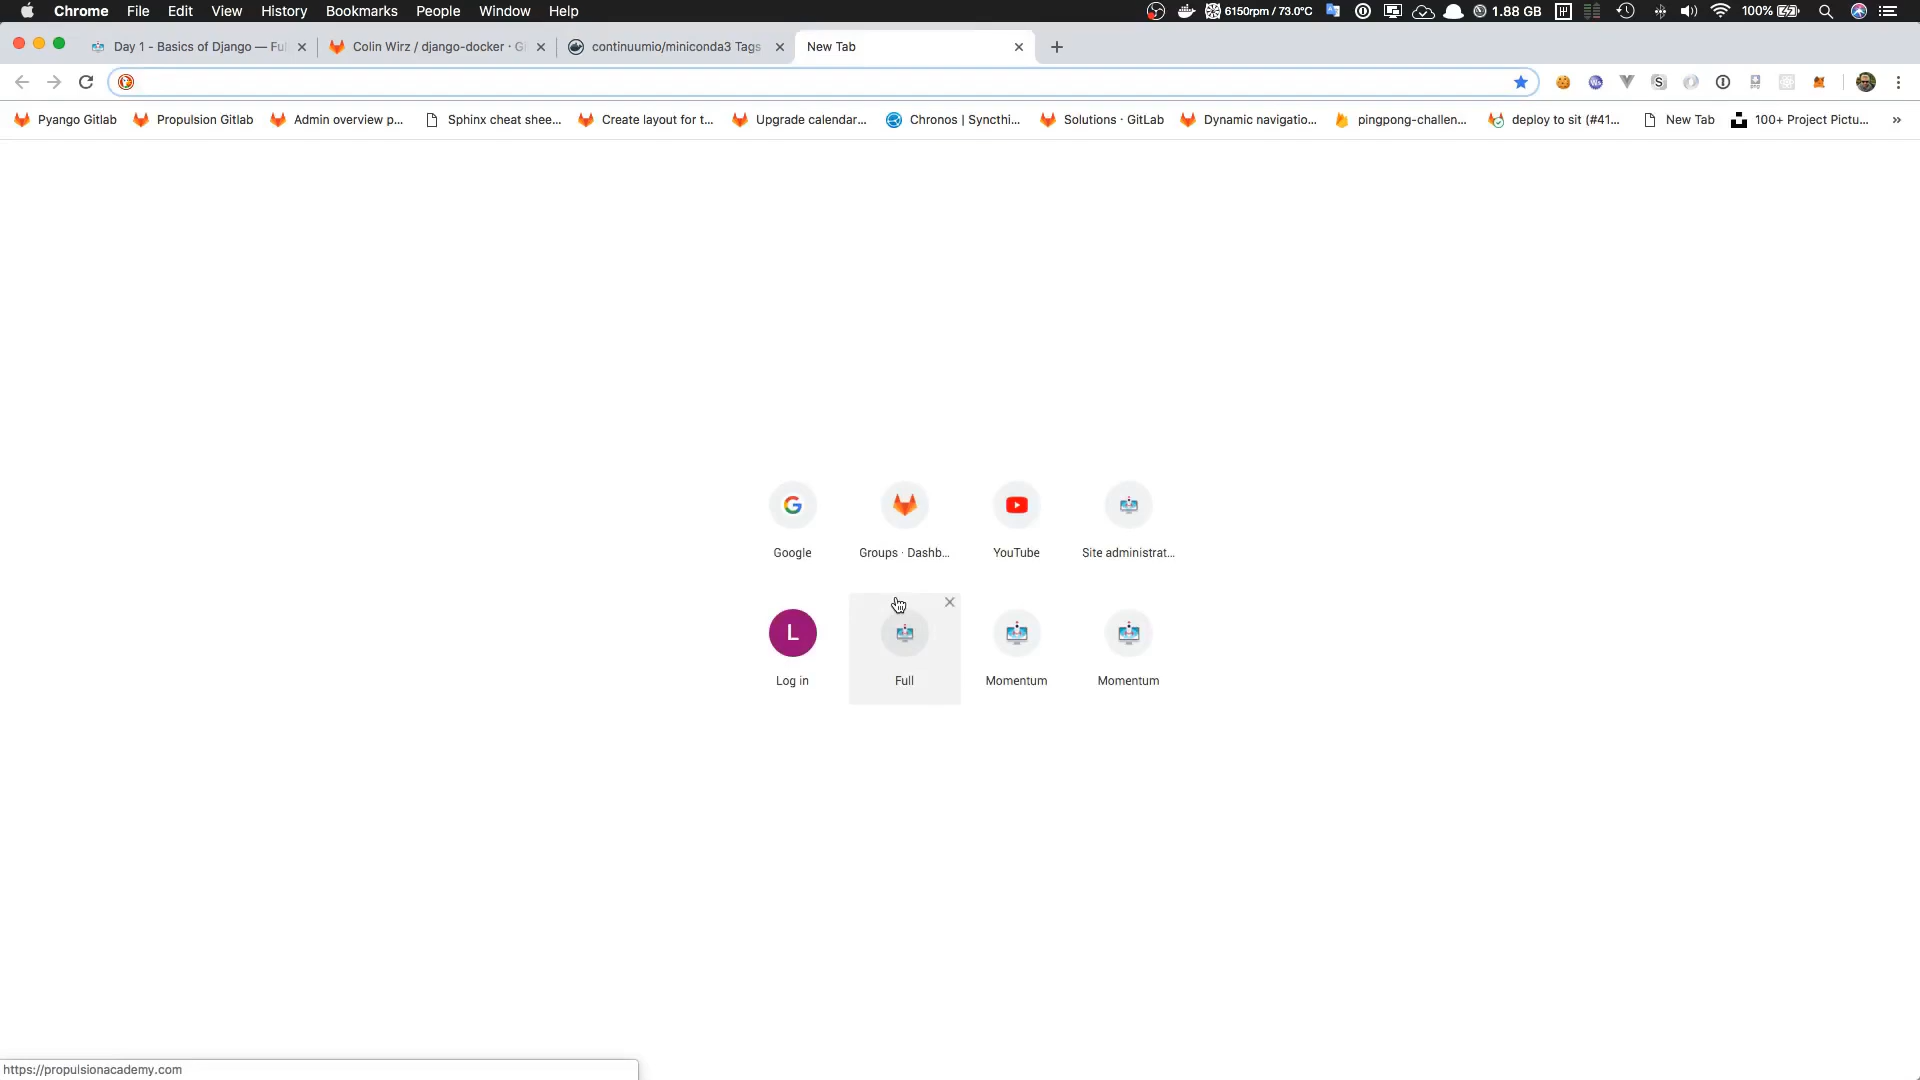 Chrome File Edit View History Bookmarks People Window Help 6150rpm / 73.0°C 1.88 GB 100%
Day 1 - Basics of Django — Ful Colin Wirz / django-docker · Gi continuumio/miniconda3 Tags New Tab
Pyango Gitlab Propulsion Gitlab Admin overview p... Sphinx cheat shee... Create layout for t... Upgrade calendar... Chronos | Syncthi... Solutions · GitLab Dynamic navigatio... pingpong-challen... deploy to sit (#41... New Tab 100+ Project Pictu... »
Google Groups · Dashb... YouTube Site administrat...
L
Log in Full Momentum Momentum
https://propulsionacademy.com